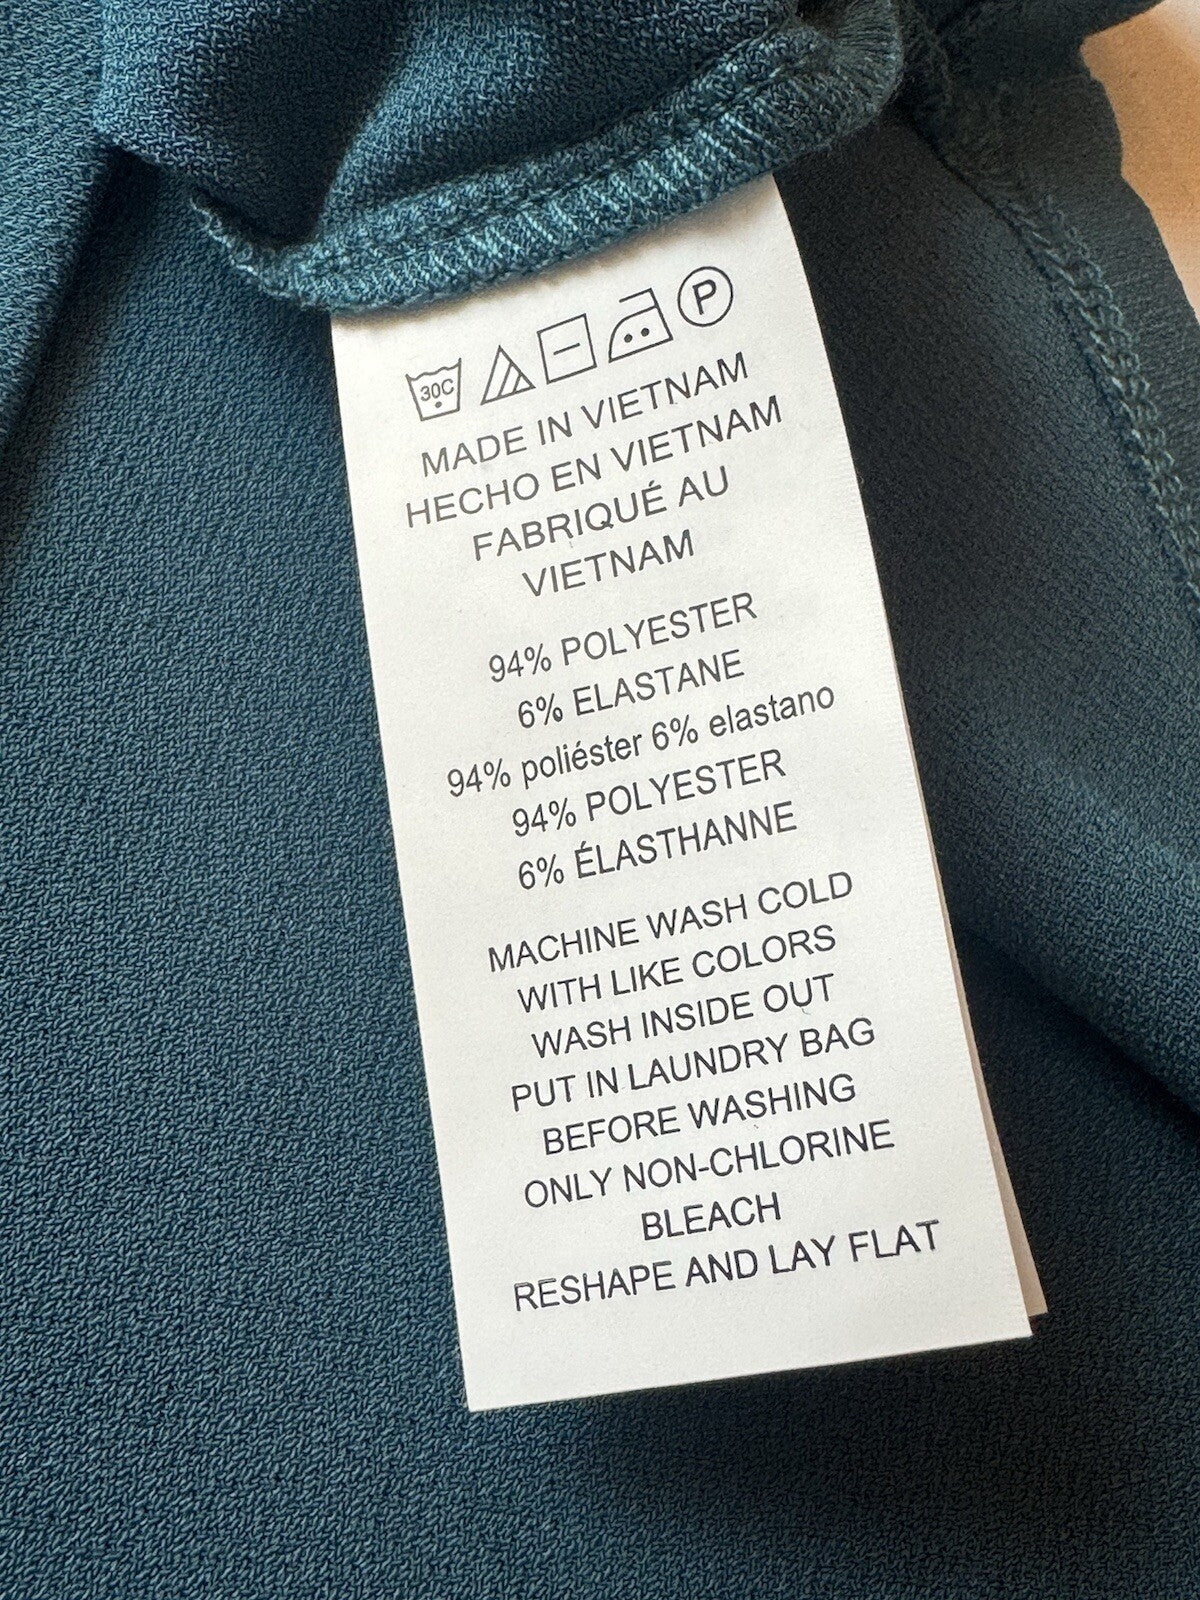 30C P
MADE IN VIETNAM
HECHO EN VIETNAM
FABRIQUÉ AU
VIETNAM
94% POLYESTER
6% ELASTANE
94% poliéster 6% elastano
94% POLYESTER
6% ÉLASTHANNE
MACHINE WASH COLD
WITH LIKE COLORS
WASH INSIDE OUT
PUT IN LAUNDRY BAG
BEFORE WASHING
ONLY NON-CHLORINE
BLEACH
RESHAPE AND LAY FLAT